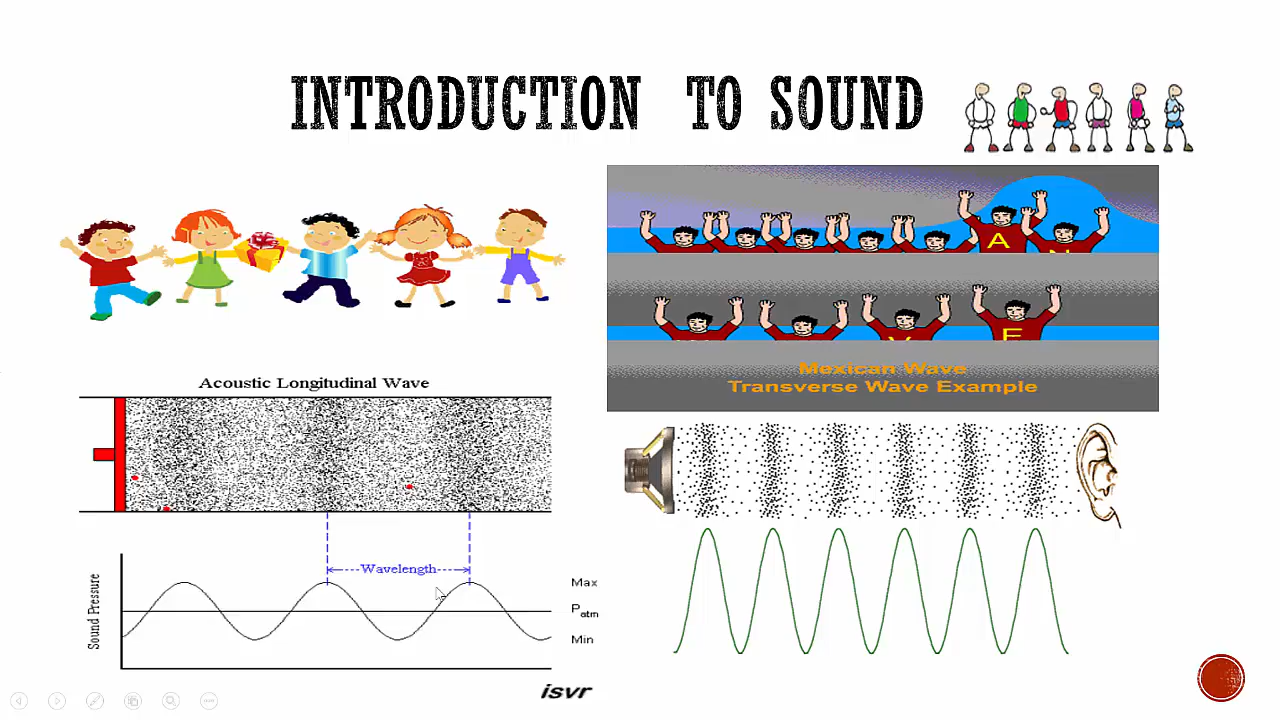 INTRODUCTION TO SOUND
A
E
Mexican Wave
Transverse Wave Example
Acoustic Longitudinal Wave
Wavelength
Sound Pressure
Max
Patm
Min
isvr